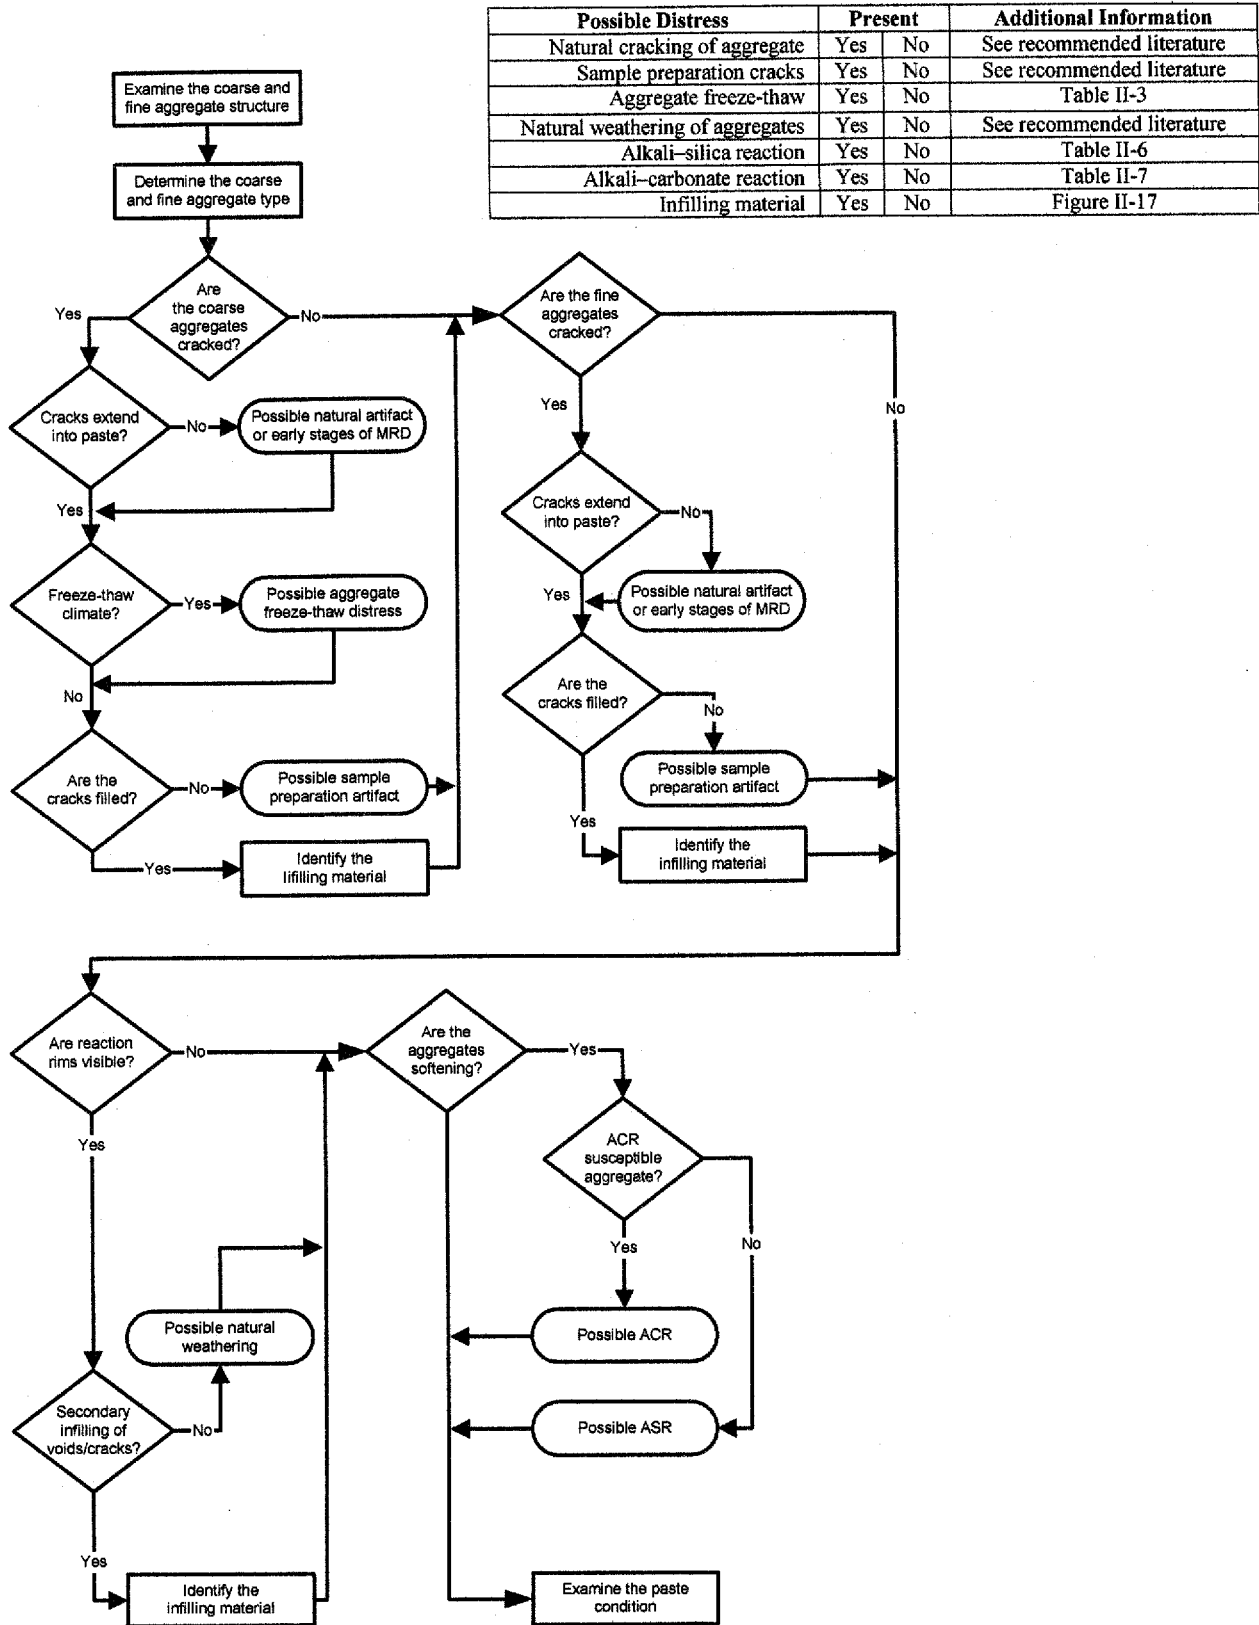 Possible Distress Present Additional Information
Natural cracking of aggregate Yes No See recommended literature
Sample preparation cracks Yes No See recommended literature
Aggregate freeze-thaw Yes No Table II-3
Natural weathering of aggregates Yes No See recommended literature
Alkali–silica reaction Yes No Table II-6
Alkali–carbonate reaction Yes No Table II-7
Infilling material Yes No Figure II-17
Examine the coarse and
fine aggregate structure
Determine the coarse
and fine aggregate type
Are
the coarse
aggregates
cracked?
Yes
No
Cracks extend
into paste?
No
Possible natural artifact
or early stages of MRD
Yes
Freeze-thaw
climate?
Yes
Possible aggregate
freeze-thaw distress
No
Are the
cracks filled?
No
Possible sample
preparation artifact
Yes
Identify the
lifilling material
Are the fine
aggregates
cracked?
No
Yes
Cracks extend
into paste?
No
Possible natural artifact
or early stages of MRD
Yes
Are the
cracks filled?
No
Possible sample
preparation artifact
Yes
Identify the
infilling material
Are reaction
rims visible?
No
Yes
Possible natural
weathering
Secondary
infilling of
voids/cracks?
No
Yes
Identify the
infilling material
Are the
aggregates
softening?
Yes
ACR
susceptible
aggregate?
Yes
No
Possible ACR
Possible ASR
Examine the paste
condition